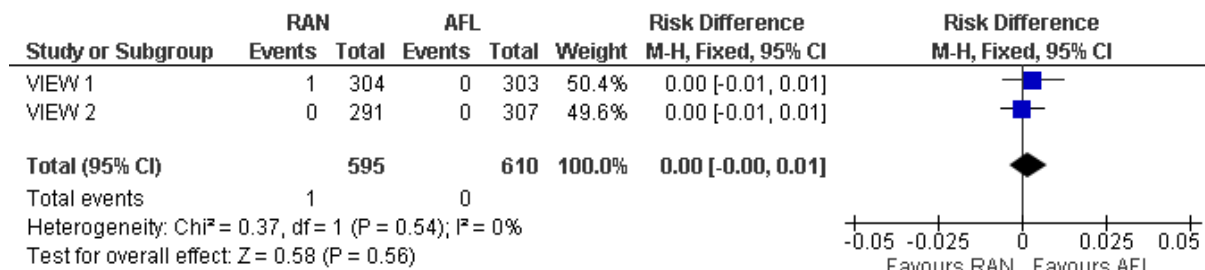 RAN AFL Risk Difference Risk Difference
Study or Subgroup Events Total Events Total Weight M-H, Fixed, 95% CI M-H, Fixed, 95% CI
VIEW 1 1 304 0 303 50.4% 0.00 [-0.01, 0.01]
VIEW 2 0 291 0 307 49.6% 0.00 [-0.01, 0.01]
Total (95% CI) 595 610 100.0% 0.00 [-0.00, 0.01]
Total events 1 0
Heterogeneity: Chi² = 0.37, df = 1 (P = 0.54); I² = 0%
Test for overall effect: Z = 0.58 (P = 0.56)
-0.05 -0.025 0 0.025 0.05
Favours RAN Favours AFL